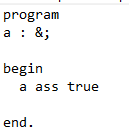 program
a : &;
begin
a ass true
end.